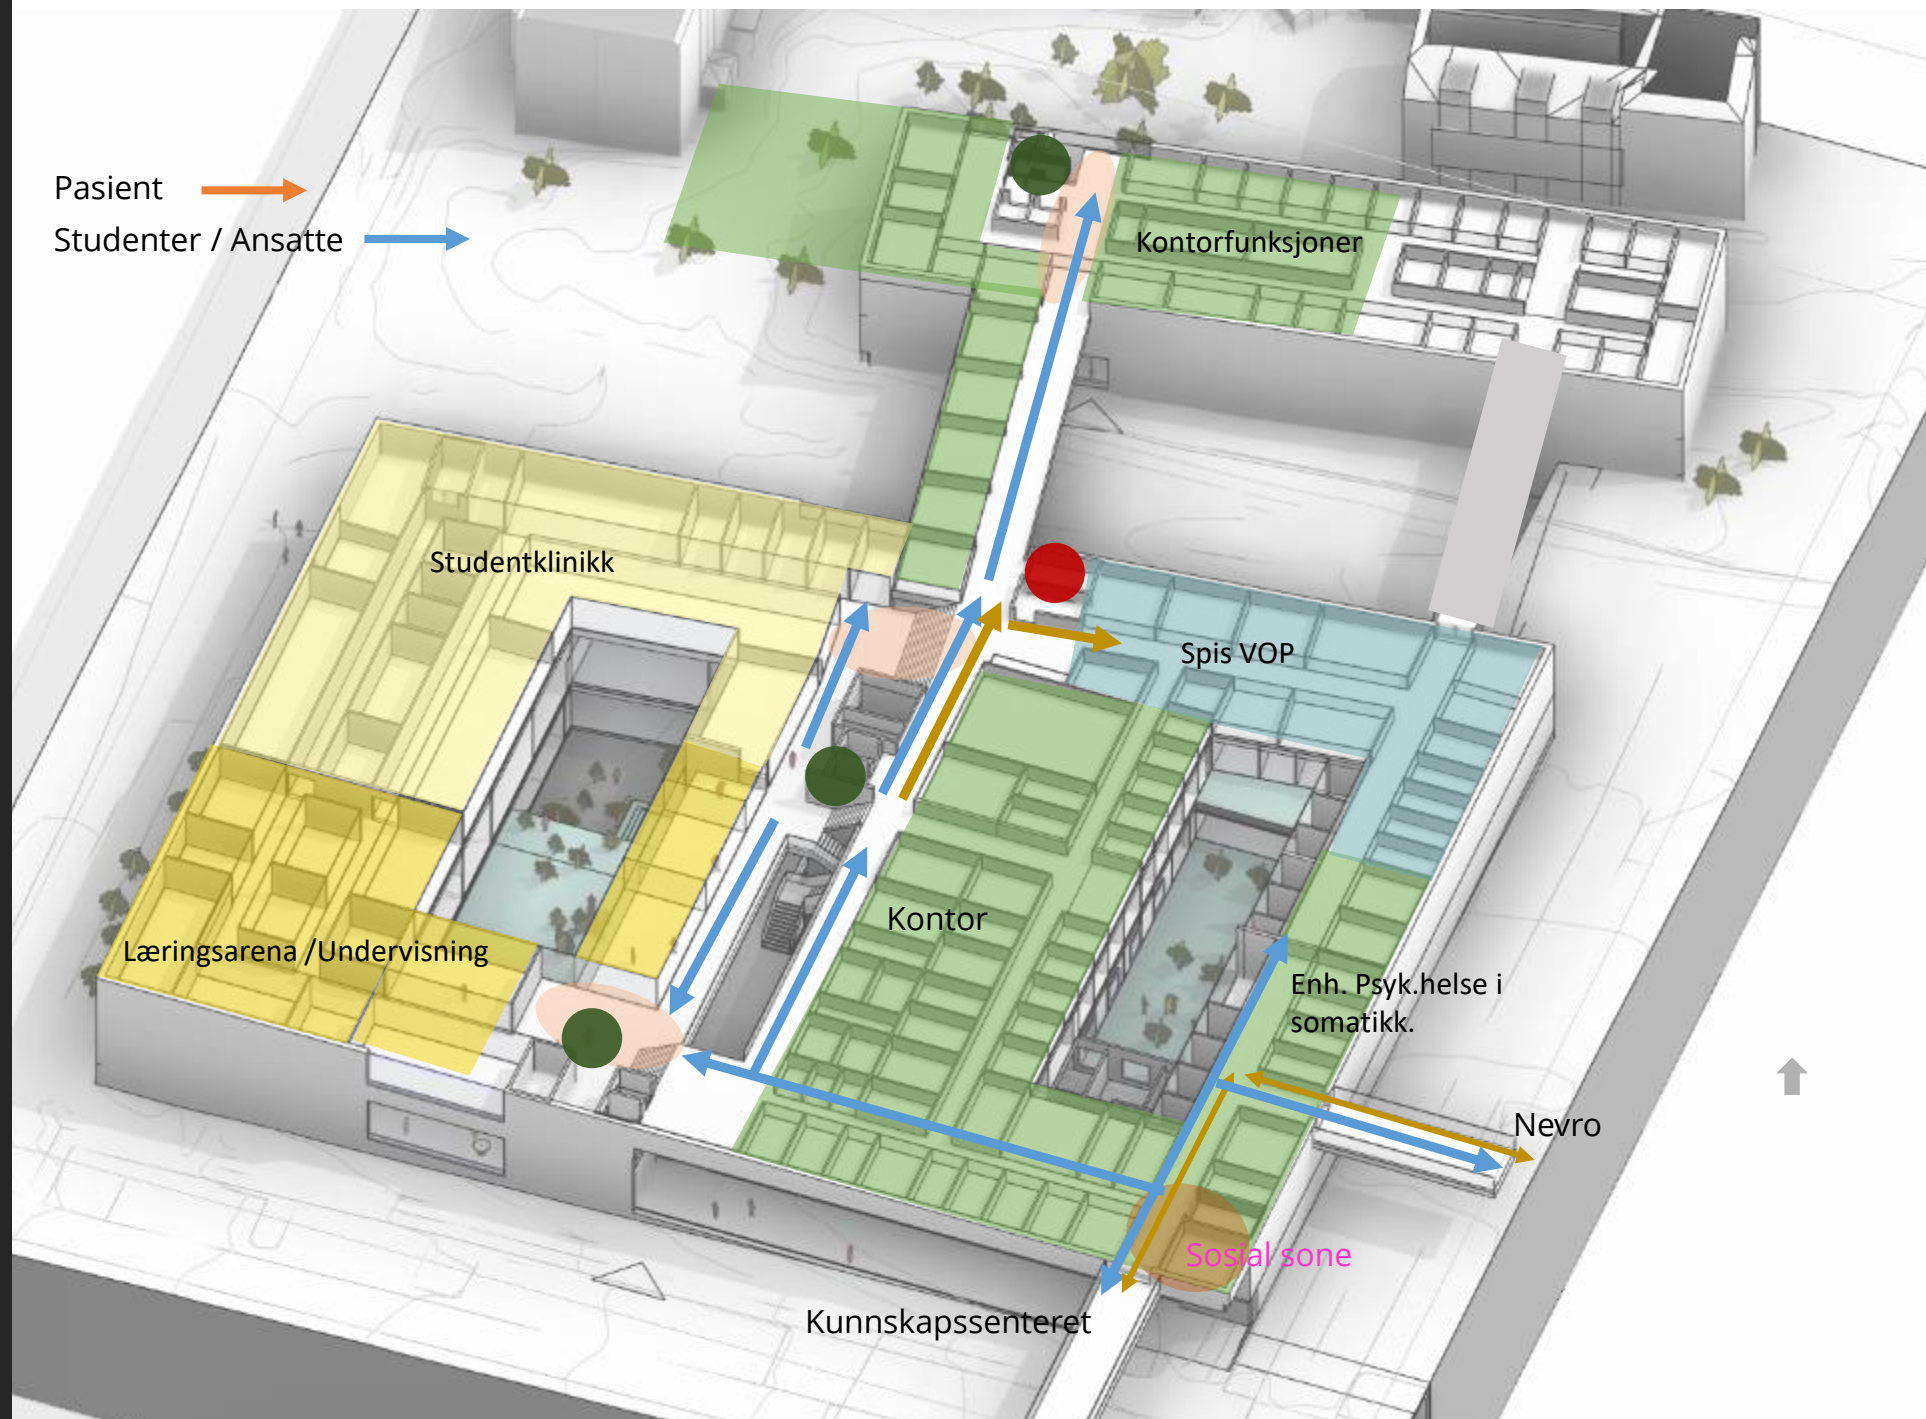 Pasient
Studenter / Ansatte
Kontorfunksjoner
Studentklinikk
Spis VOP
Kontor
Læringsarena /Undervisning
Enh. Psyk.helse i
somatikk.
Nevro
Sosial sone
Kunnskapssenteret